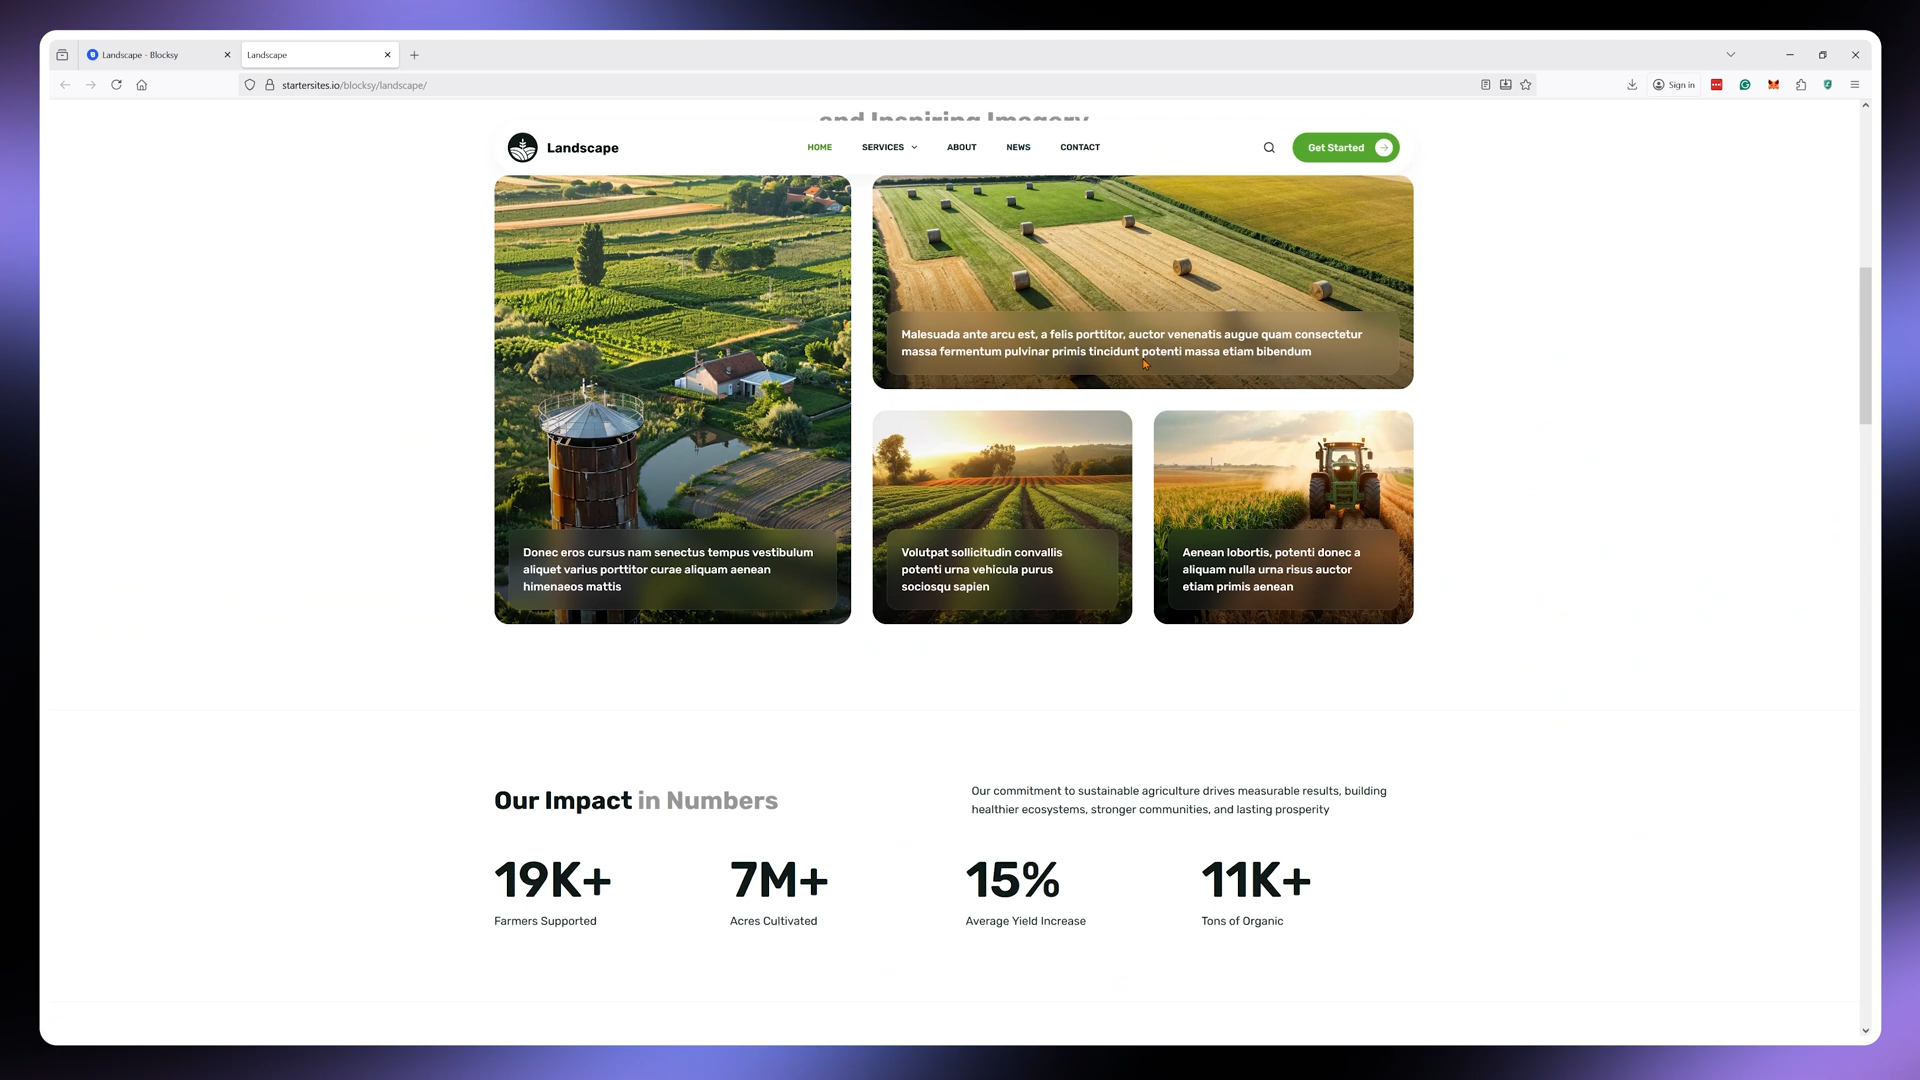 Landscape - Blocksy
Landscape
startersites.io/blocksy/landscape/
Sign in
and Inspiring Imagery
Landscape
HOME
SERVICES
ABOUT
NEWS
CONTACT
Get Started
Malesuada ante arcu est, a felis porttitor, auctor venenatis augue quam consectetur
massa fermentum pulvinar primis tincidunt potenti massa etiam bibendum
Donec eros cursus nam senectus tempus vestibulum
aliquet varius porttitor curae aliquam aenean
himenaeos mattis
Volutpat sollicitudin convallis
potenti urna vehicula purus
sociosqu sapien
Aenean lobortis, potenti donec a
aliquam nulla urna risus auctor
etiam primis aenean
Our Impact in Numbers
Our commitment to sustainable agriculture drives measurable results, building
healthier ecosystems, stronger communities, and lasting prosperity
19K+
Farmers Supported
7M+
Acres Cultivated
15%
Average Yield Increase
11K+
Tons of Organic